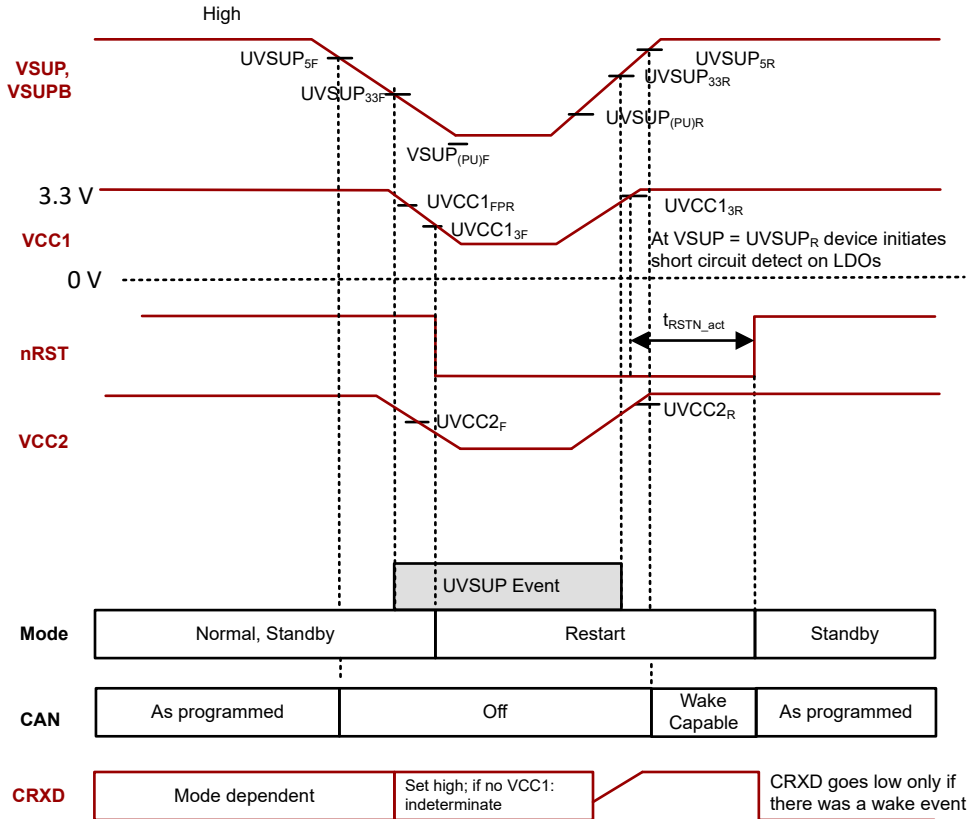 High
VSUP,
VSUPB
UVSUP5F
UVSUP33F
VSUP(PU)F
UVSUP5R
UVSUP33R
UVSUP(PU)R
3.3 V
VCC1
0 V
UVCC1FPR
UVCC13F
UVCC13R
At VSUP = UVSUPR device initiates
short circuit detect on LDOs
nRST
tRSTN_act
VCC2
UVCC2F
UVCC2R
UVSUP Event
Mode
Normal, Standby
Restart
Standby
CAN
As programmed
Off
Wake
Capable
As programmed
CRXD
Mode dependent
Set high; if no VCC1:
indeterminate
CRXD goes low only if
there was a wake event